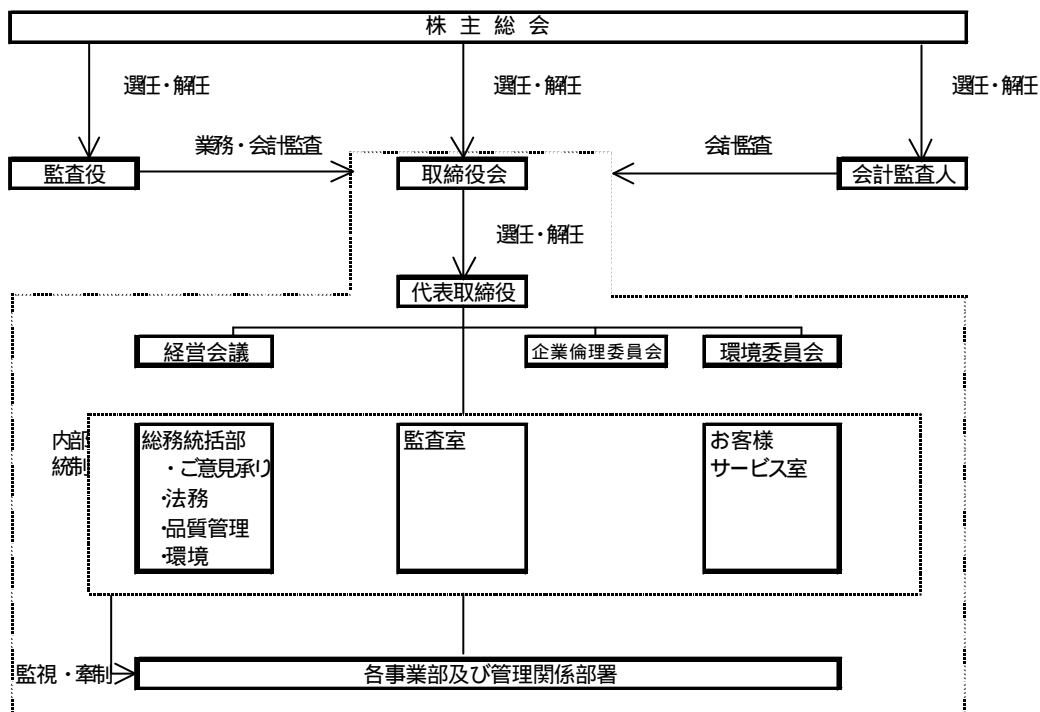 株主総会
選任・解任
選任・解任
選任・解任
業務・会計監査
会計監査
監査役
取締役会
会計監査人
選任・解任
代表取締役
経営会議
企業倫理委員会
環境委員会
内部
統制
総務統括部
・ご意見承り
・法務
・品質管理
・環境
監査室
お客様
サービス室
監視・牽制
各事業部及び管理関係部署